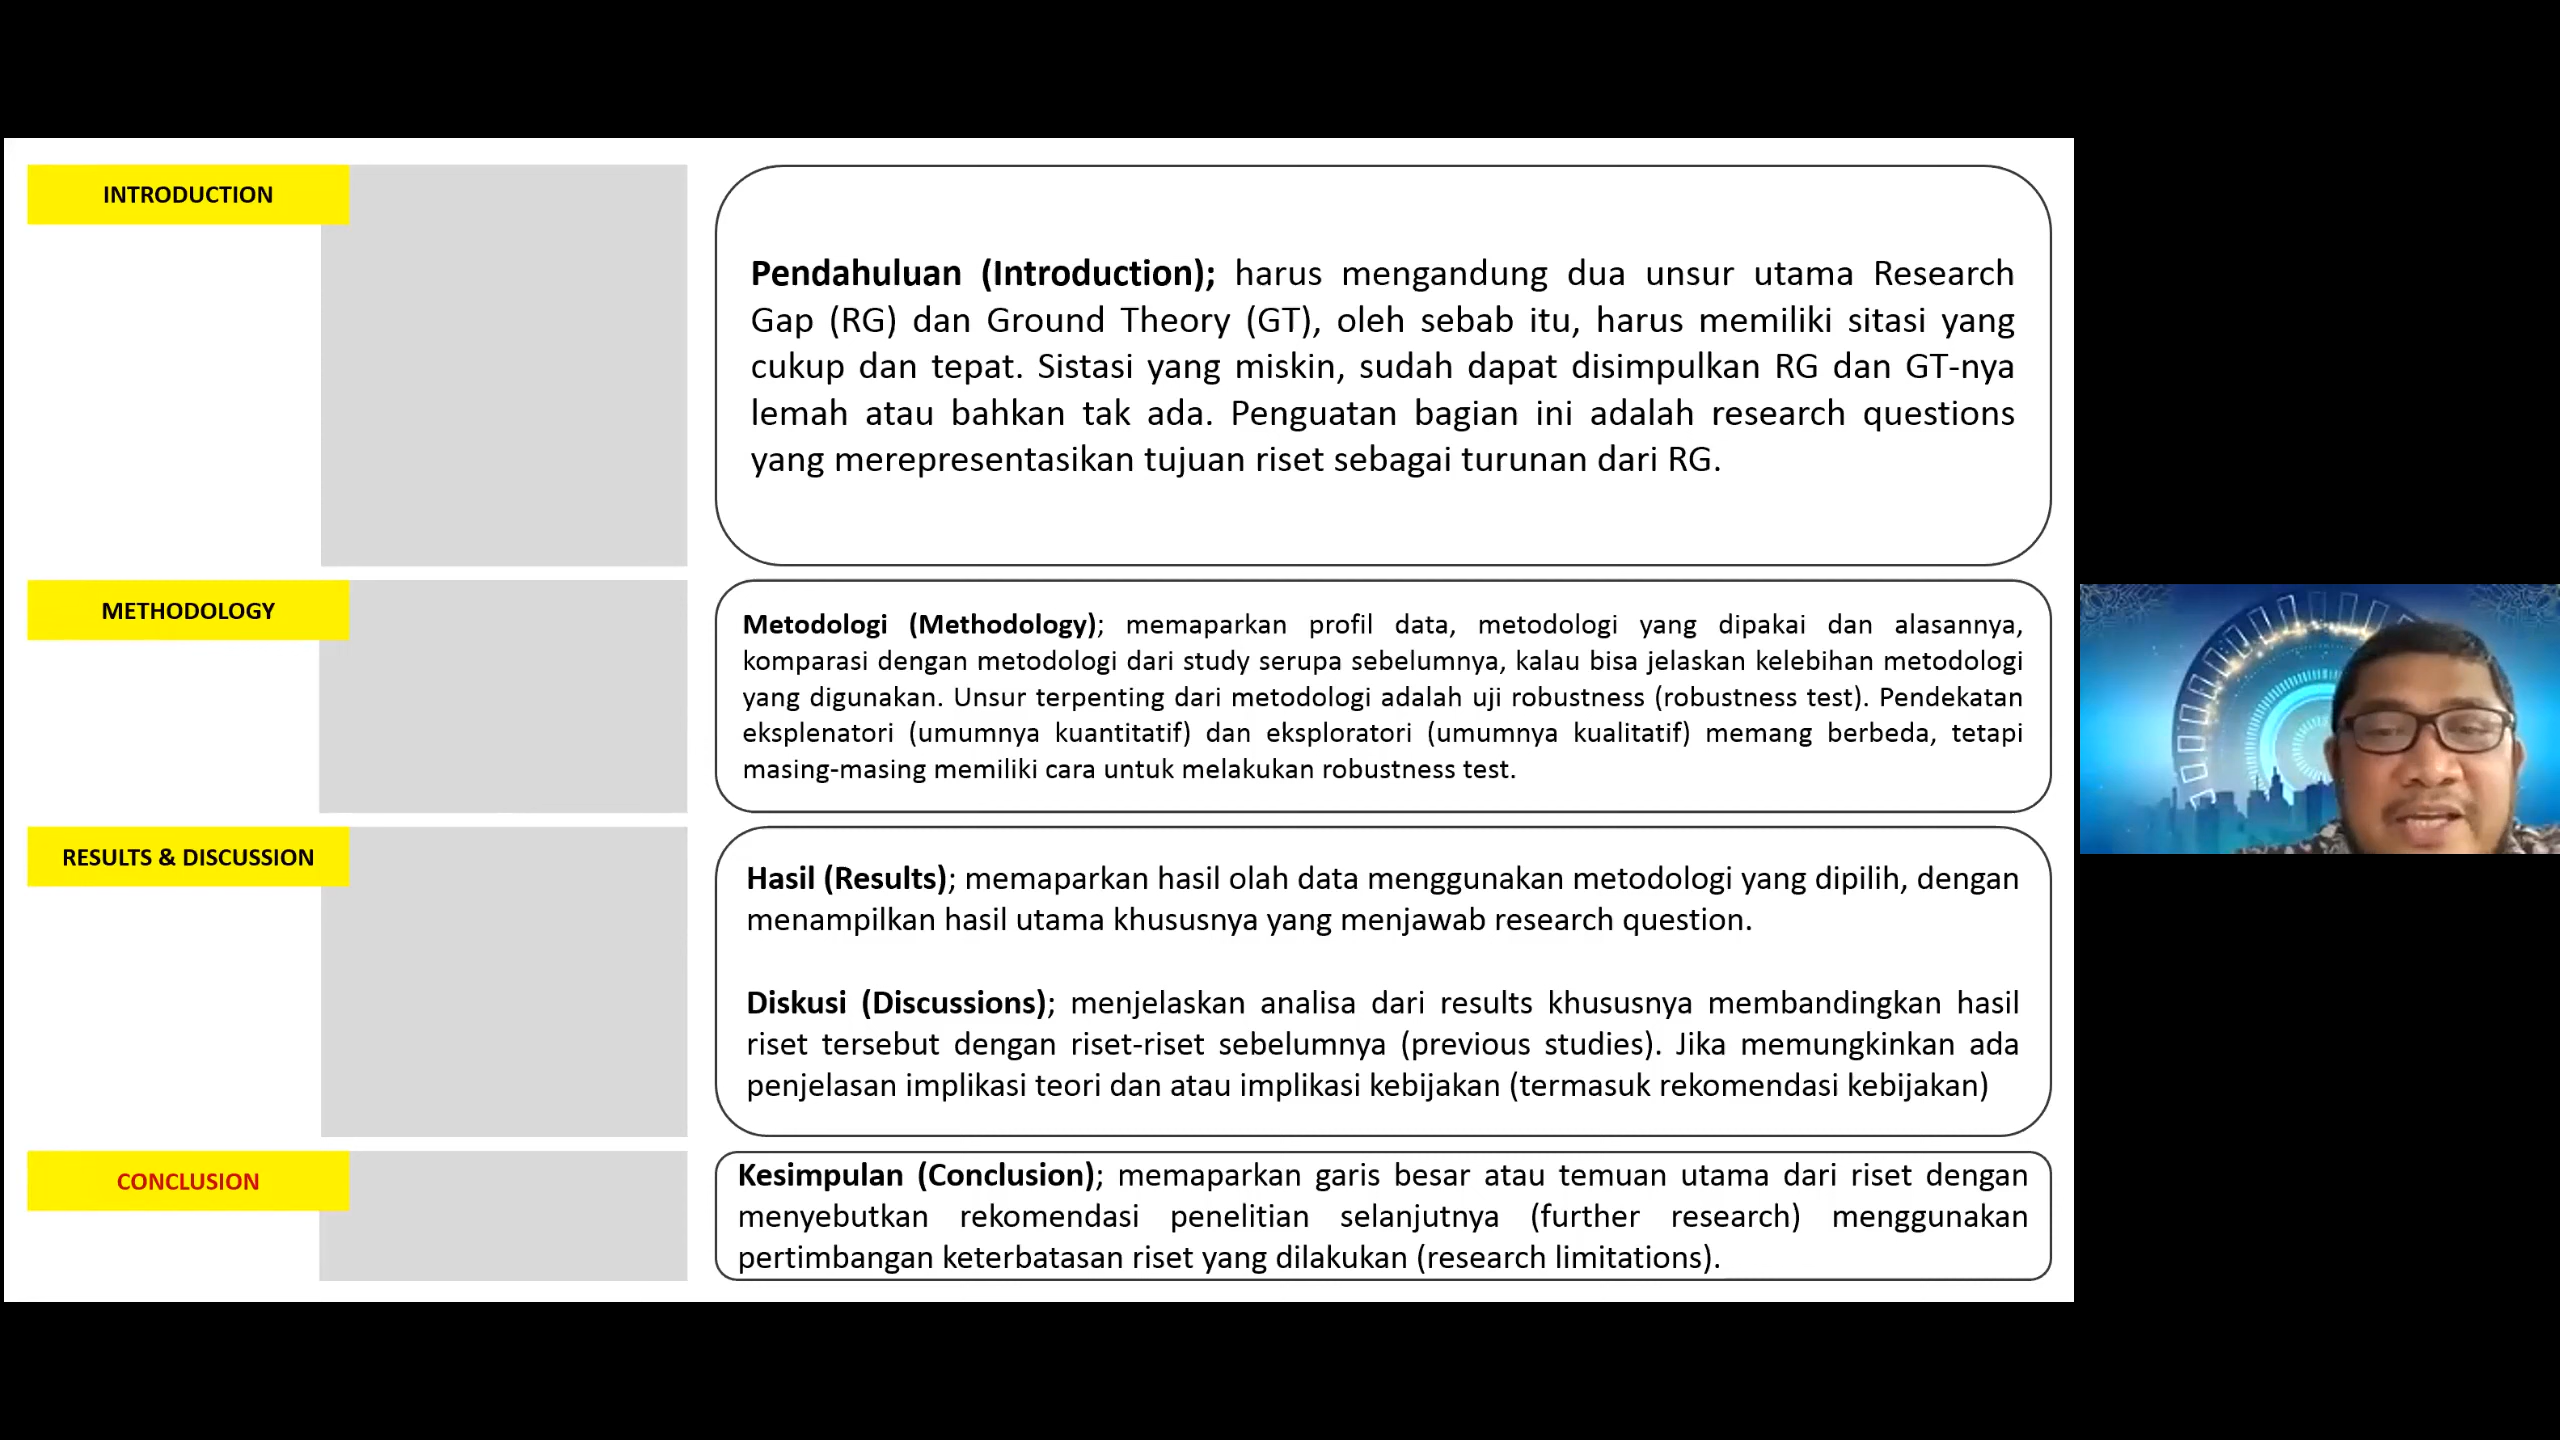 INTRODUCTION
Pendahuluan (Introduction); harus mengandung dua unsur utama Research
Gap (RG) dan Ground Theory (GT), oleh sebab itu, harus memiliki sitasi yang
cukup dan tepat. Sistasi yang miskin, sudah dapat disimpulkan RG dan GT-nya
lemah atau bahkan tak ada. Penguatan bagian ini adalah research questions
yang merepresentasikan tujuan riset sebagai turunan dari RG.
METHODOLOGY
Metodologi (Methodology); memaparkan profil data, metodologi yang dipakai dan alasannya,
komparasi dengan metodologi dari study serupa sebelumnya, kalau bisa jelaskan kelebihan metodologi
yang digunakan. Unsur terpenting dari metodologi adalah uji robustness (robustness test). Pendekatan
eksplenatori (umumnya kuantitatif) dan eksploratori (umumnya kualitatif) memang berbeda, tetapi
masing-masing memiliki cara untuk melakukan robustness test.
RESULTS & DISCUSSION
Hasil (Results); memaparkan hasil olah data menggunakan metodologi yang dipilih, dengan
menampilkan hasil utama khususnya yang menjawab research question.
Diskusi (Discussions); menjelaskan analisa dari results khususnya membandingkan hasil
riset tersebut dengan riset-riset sebelumnya (previous studies). Jika memungkinkan ada
penjelasan implikasi teori dan atau implikasi kebijakan (termasuk rekomendasi kebijakan)
CONCLUSION
Kesimpulan (Conclusion); memaparkan garis besar atau temuan utama dari riset dengan
menyebutkan rekomendasi penelitian selanjutnya (further research) menggunakan
pertimbangan keterbatasan riset yang dilakukan (research limitations).